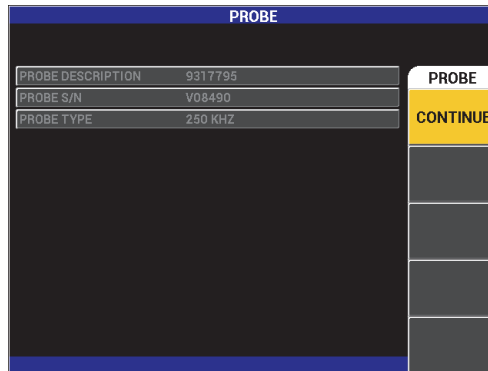 PROBE
PROBE DESCRIPTION 9317795
PROBE S/N V08490
PROBE TYPE 250 KHZ
PROBE
CONTINUE